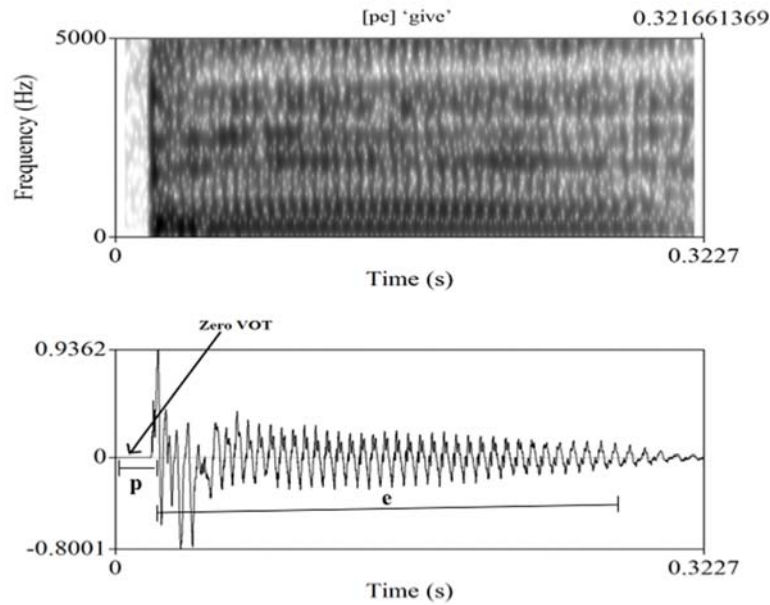 [pe] ‘give’
0.321661369
5000
Frequency (Hz)
0
0
0.3227
Time (s)
Zero VOT
0.9362
0
p
e
-0.8001
0
0.3227
Time (s)